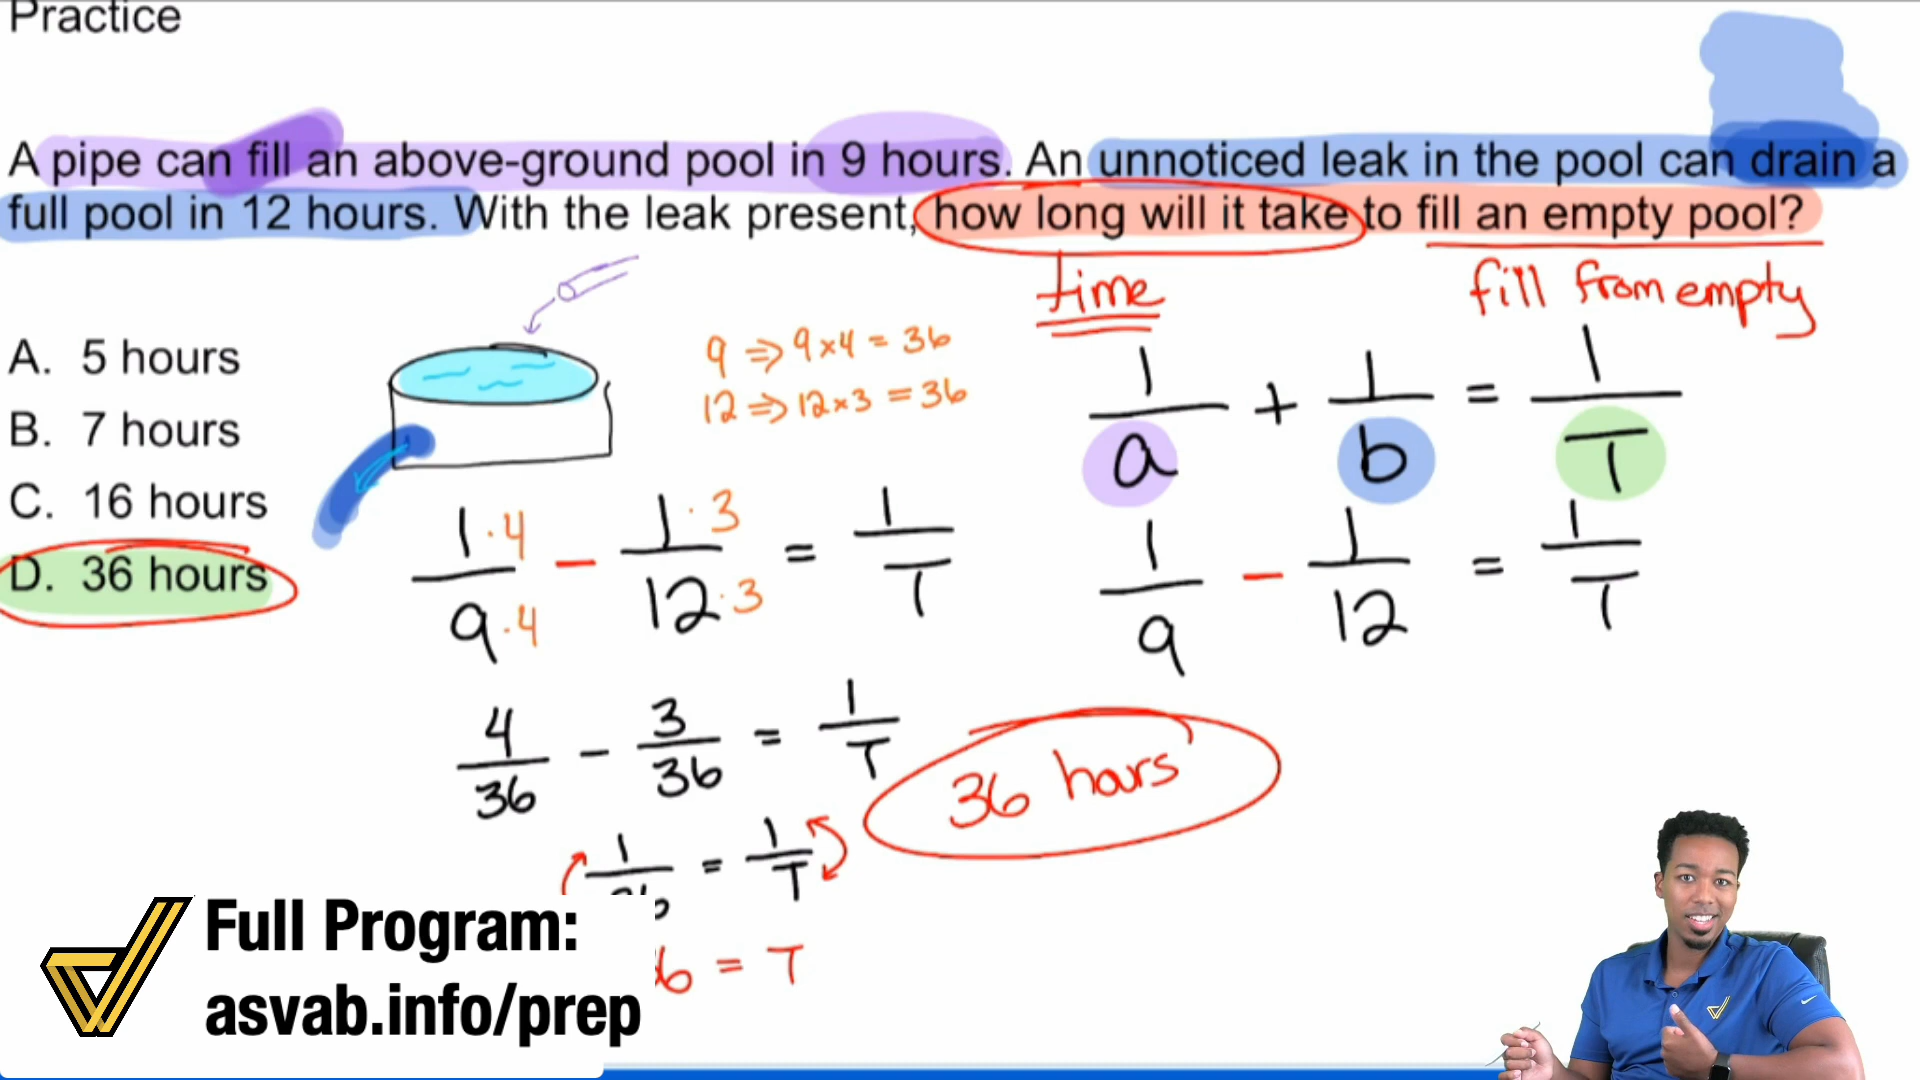 Practice
A pipe can fill an above-ground pool in 9 hours. An unnoticed leak in the pool can drain a
full pool in 12 hours. With the leak present, how long will it take to fill an empty pool?
time
fill from empty
A. 5 hours
B. 7 hours
C. 16 hours
D. 36 hours
9 ⇒ 9×4 = 36
12 ⇒ 12×3 = 36
1/a + 1/b = 1/T
1·4/9·4 − 1·3/12·3 = 1/T
1/9 − 1/12 = 1/T
4/36 − 3/36 = 1/T
36 hours
1/36 = 1/T
36 = T
Full Program:
asvab.info/prep